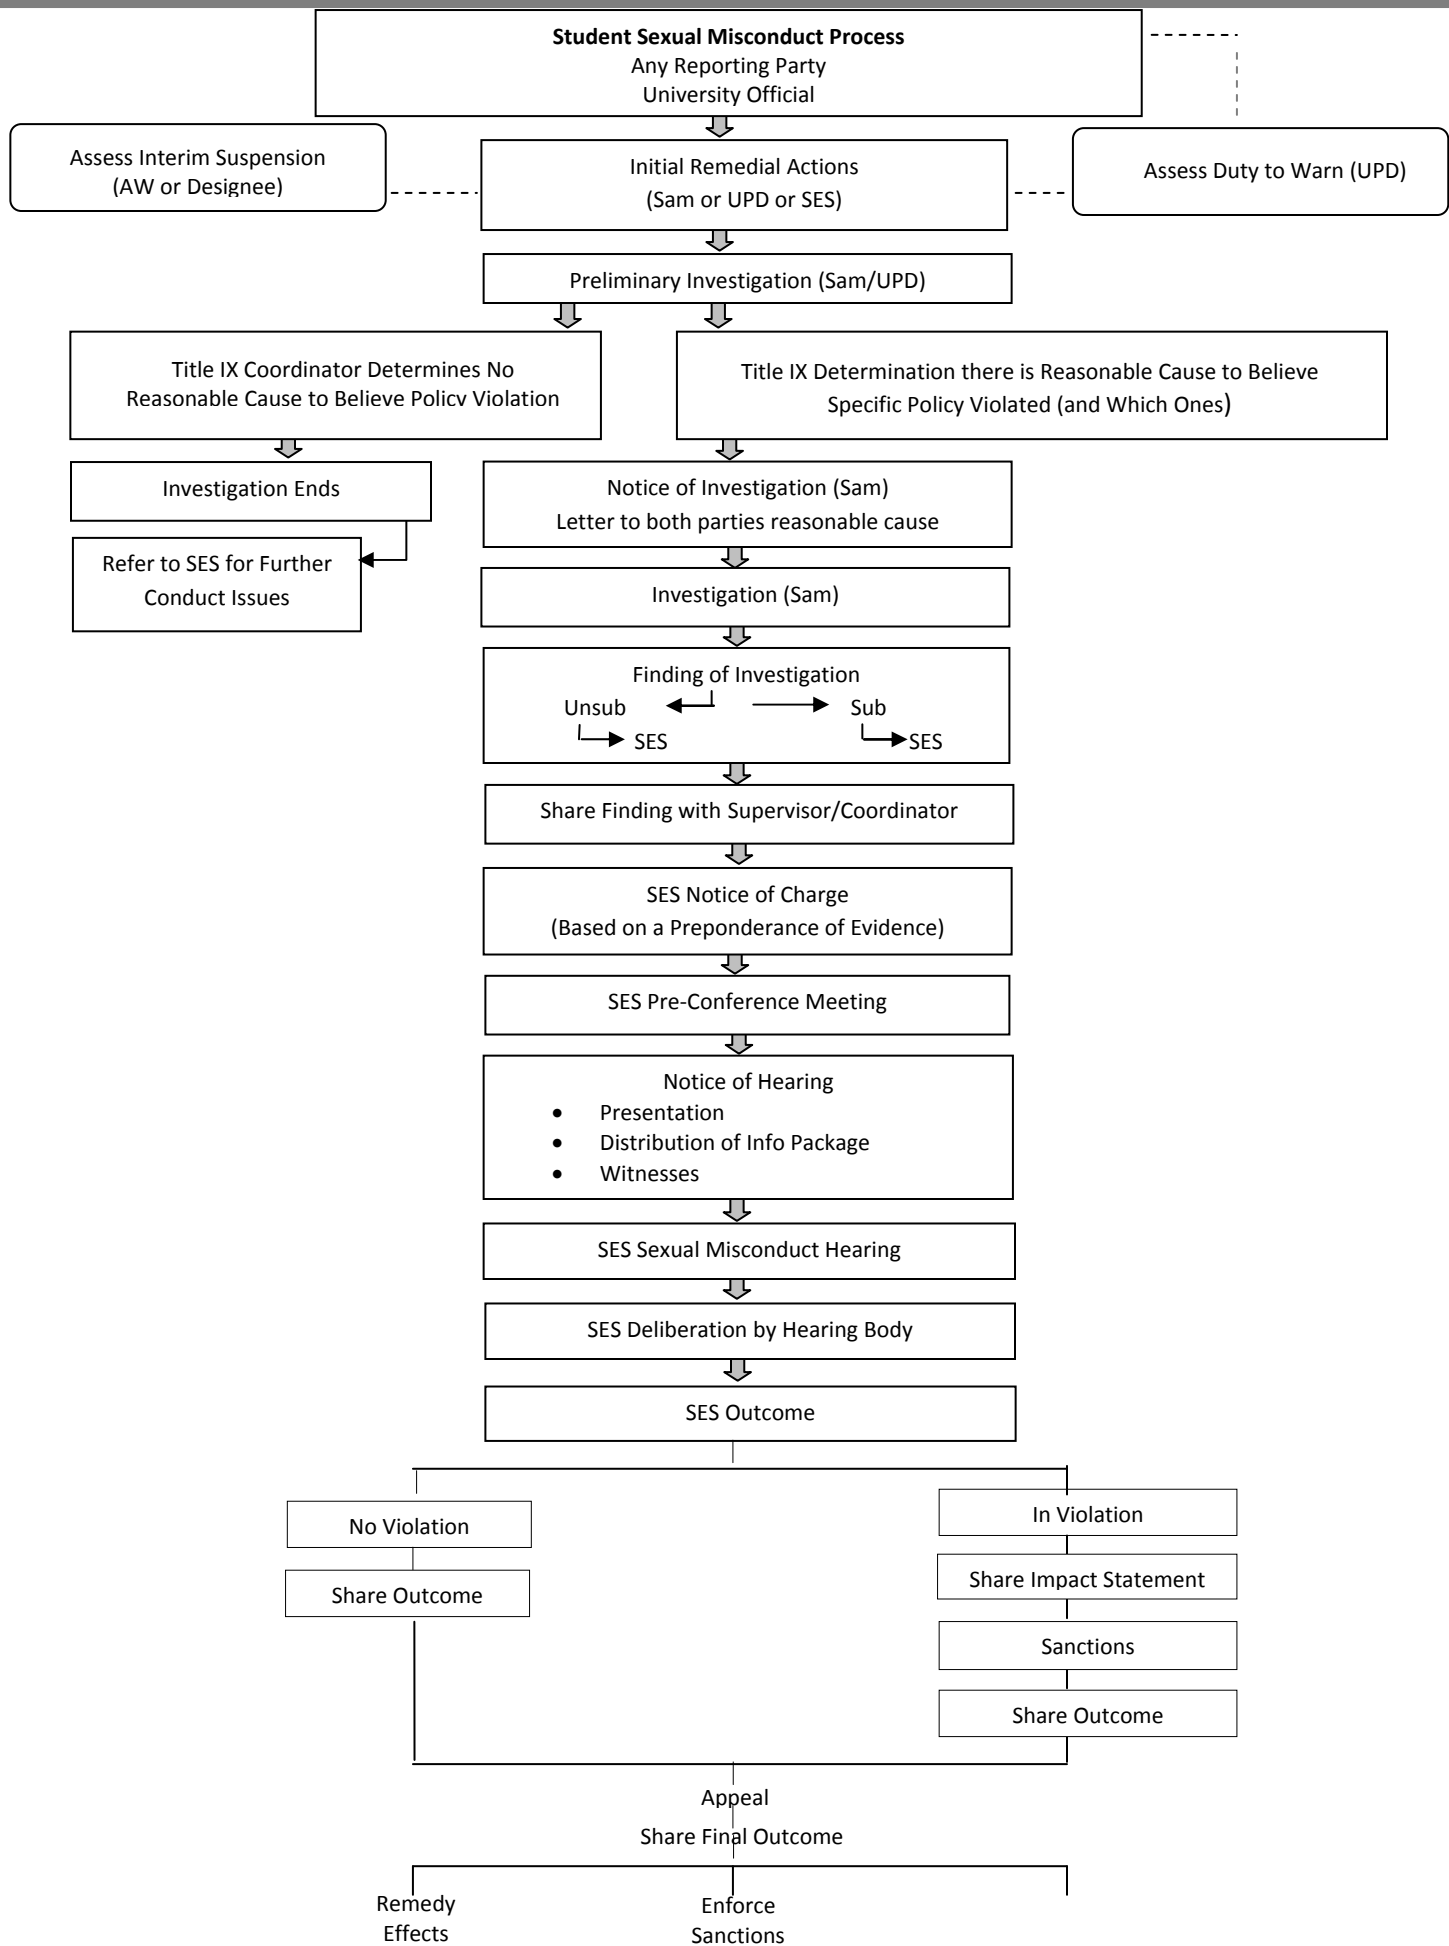 Student Sexual Misconduct Process
Any Reporting Party
University Official
Assess Interim Suspension
(AW or Designee)
Initial Remedial Actions
(Sam or UPD or SES)
Assess Duty to Warn (UPD)
Preliminary Investigation (Sam/UPD)
Title IX Coordinator Determines No
Reasonable Cause to Believe Policy Violation
Title IX Determination there is Reasonable Cause to Believe
Specific Policy Violated (and Which Ones)
Investigation Ends
Refer to SES for Further
Conduct Issues
Notice of Investigation (Sam)
Letter to both parties reasonable cause
Investigation (Sam)
Finding of Investigation
Unsub Sub
SES SES
Share Finding with Supervisor/Coordinator
SES Notice of Charge
(Based on a Preponderance of Evidence)
SES Pre-Conference Meeting
Notice of Hearing
• Presentation
• Distribution of Info Package
• Witnesses
SES Sexual Misconduct Hearing
SES Deliberation by Hearing Body
SES Outcome
No Violation
Share Outcome
In Violation
Share Impact Statement
Sanctions
Share Outcome
Appeal
Share Final Outcome
Remedy
Effects
Enforce
Sanctions